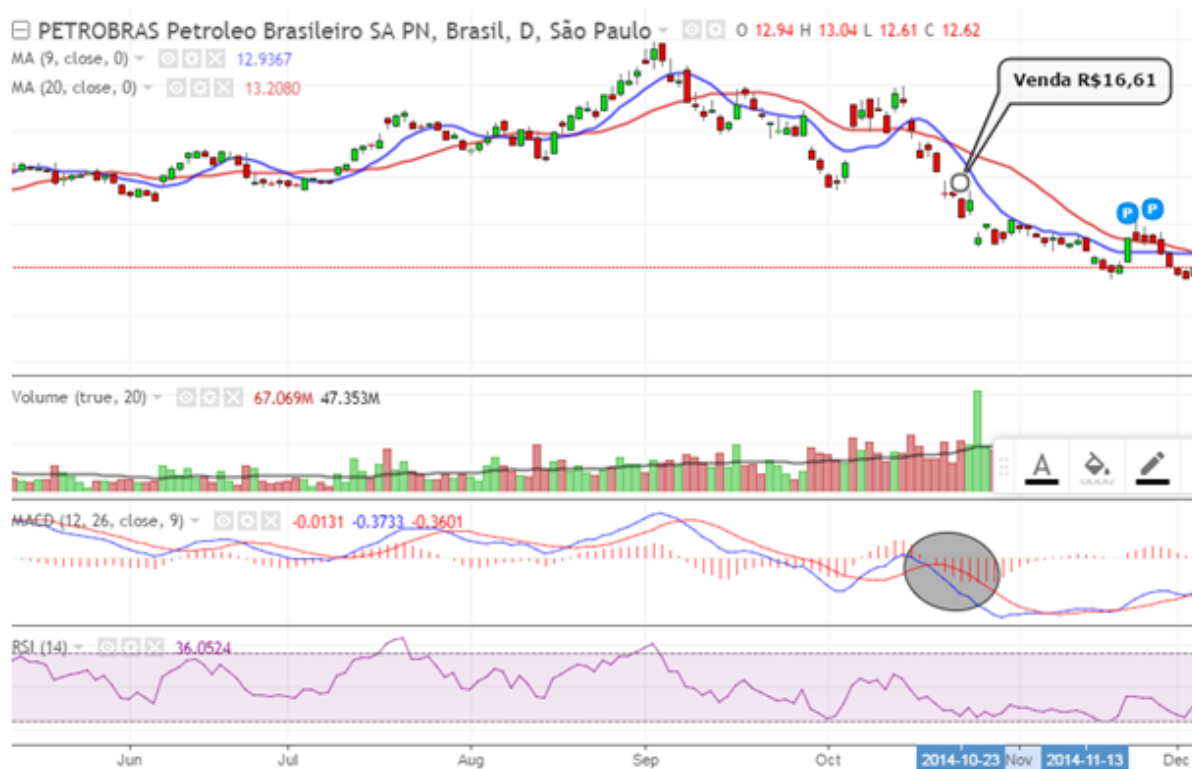 PETROBRAS Petroleo Brasileiro SA PN, Brasil, D, São Paulo O 12.94 H 13.04 L 12.61 C 12.62
MA (9, close, 0) 12.9367
MA (20, close, 0) 13.2080
Venda R$16,61
P P
Volume (true, 20) 67.069M 47.353M
A
MACD (12, 26, close, 9) -0.0131 -0.3733 -0.3601
RSI (14) 36.0524
Jun Jul Aug Sep Oct 2014-10-23 Nov 2014-11-13 Dec